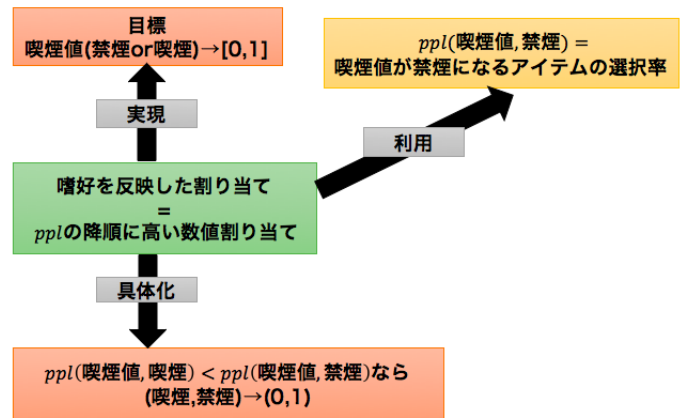 目標
喫煙値(禁煙or喫煙)→[0,1]
ppl(喫煙値,禁煙) =
喫煙値が禁煙になるアイテムの選択率
実現
利用
嗜好を反映した割り当て
=
pplの降順に高い数値割り当て
具体化
ppl(喫煙値,喫煙) < ppl(喫煙値,禁煙)なら
(喫煙,禁煙)→(0,1)